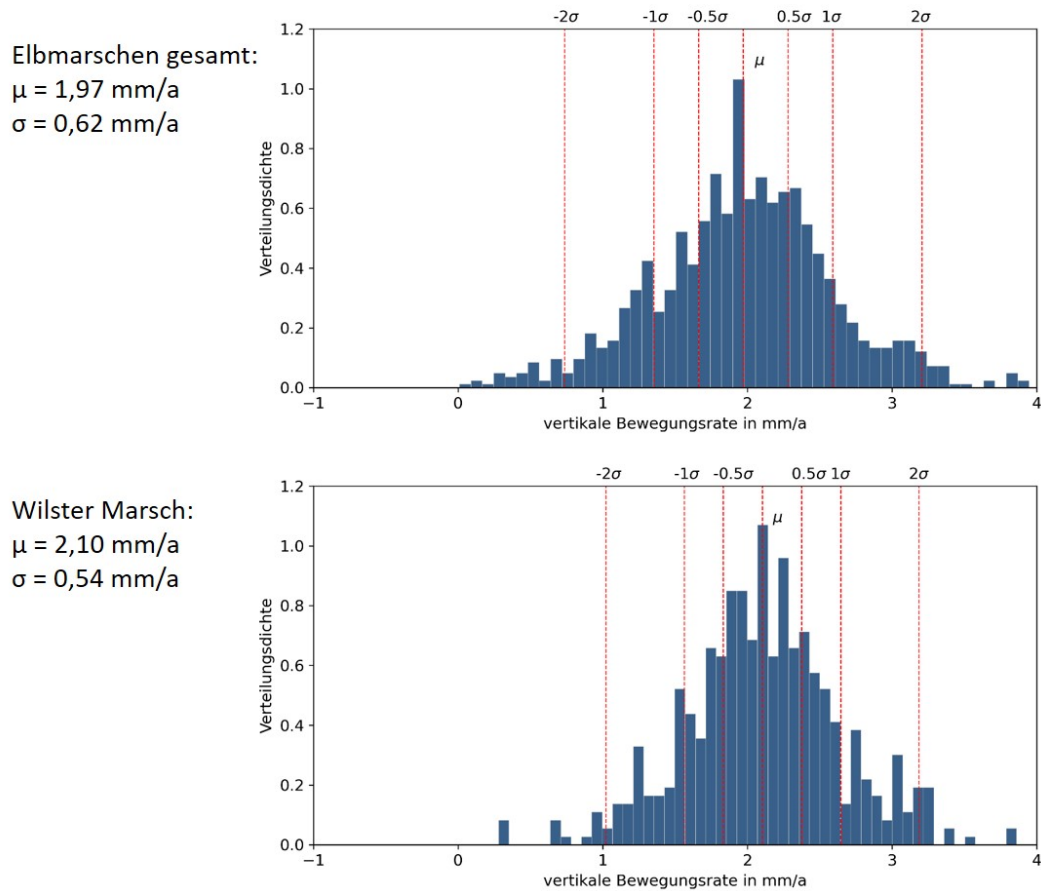 Elbmarschen gesamt:
μ = 1,97 mm/a
σ = 0,62 mm/a
-2σ -1σ -0.5σ 0.5σ 1σ 2σ
μ
1.2
1.0
0.8
0.6
0.4
0.2
0.0
Verteilungsdichte
−1 0 1 2 3 4
vertikale Bewegungsrate in mm/a
Wilster Marsch:
μ = 2,10 mm/a
σ = 0,54 mm/a
-2σ -1σ -0.5σ 0.5σ 1σ 2σ
μ
1.2
1.0
0.8
0.6
0.4
0.2
0.0
Verteilungsdichte
−1 0 1 2 3 4
vertikale Bewegungsrate in mm/a